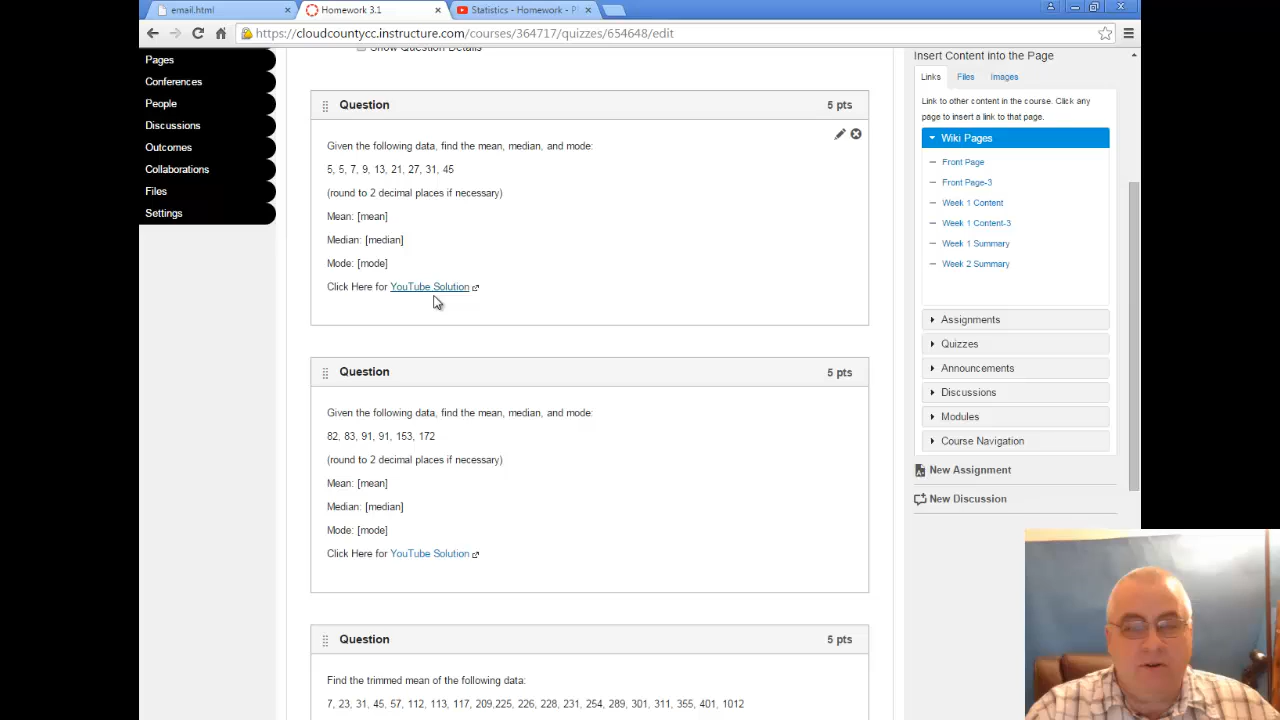 email.html
Homework 3.1
Statistics - Homework - P
https://cloudcountycc.instructure.com/courses/364717/quizzes/654648/edit
Pages
Conferences
People
Discussions
Outcomes
Collaborations
Files
Settings
Show Question Details
Question 5 pts
Given the following data, find the mean, median, and mode:
5, 5, 7, 9, 13, 21, 27, 31, 45
(round to 2 decimal places if necessary)
Mean: [mean]
Median: [median]
Mode: [mode]
Click Here for YouTube Solution
Question 5 pts
Given the following data, find the mean, median, and mode:
82, 83, 91, 91, 153, 172
(round to 2 decimal places if necessary)
Mean: [mean]
Median: [median]
Mode: [mode]
Click Here for YouTube Solution
Question 5 pts
Find the trimmed mean of the following data:
7, 23, 31, 45, 57, 112, 113, 117, 209,225, 226, 228, 231, 254, 289, 301, 311, 355, 401, 1012
Insert Content into the Page
Links Files Images
Link to other content in the course. Click any
page to insert a link to that page.
Wiki Pages
Front Page
Front Page-3
Week 1 Content
Week 1 Content-3
Week 1 Summary
Week 2 Summary
Assignments
Quizzes
Announcements
Discussions
Modules
Course Navigation
New Assignment
New Discussion